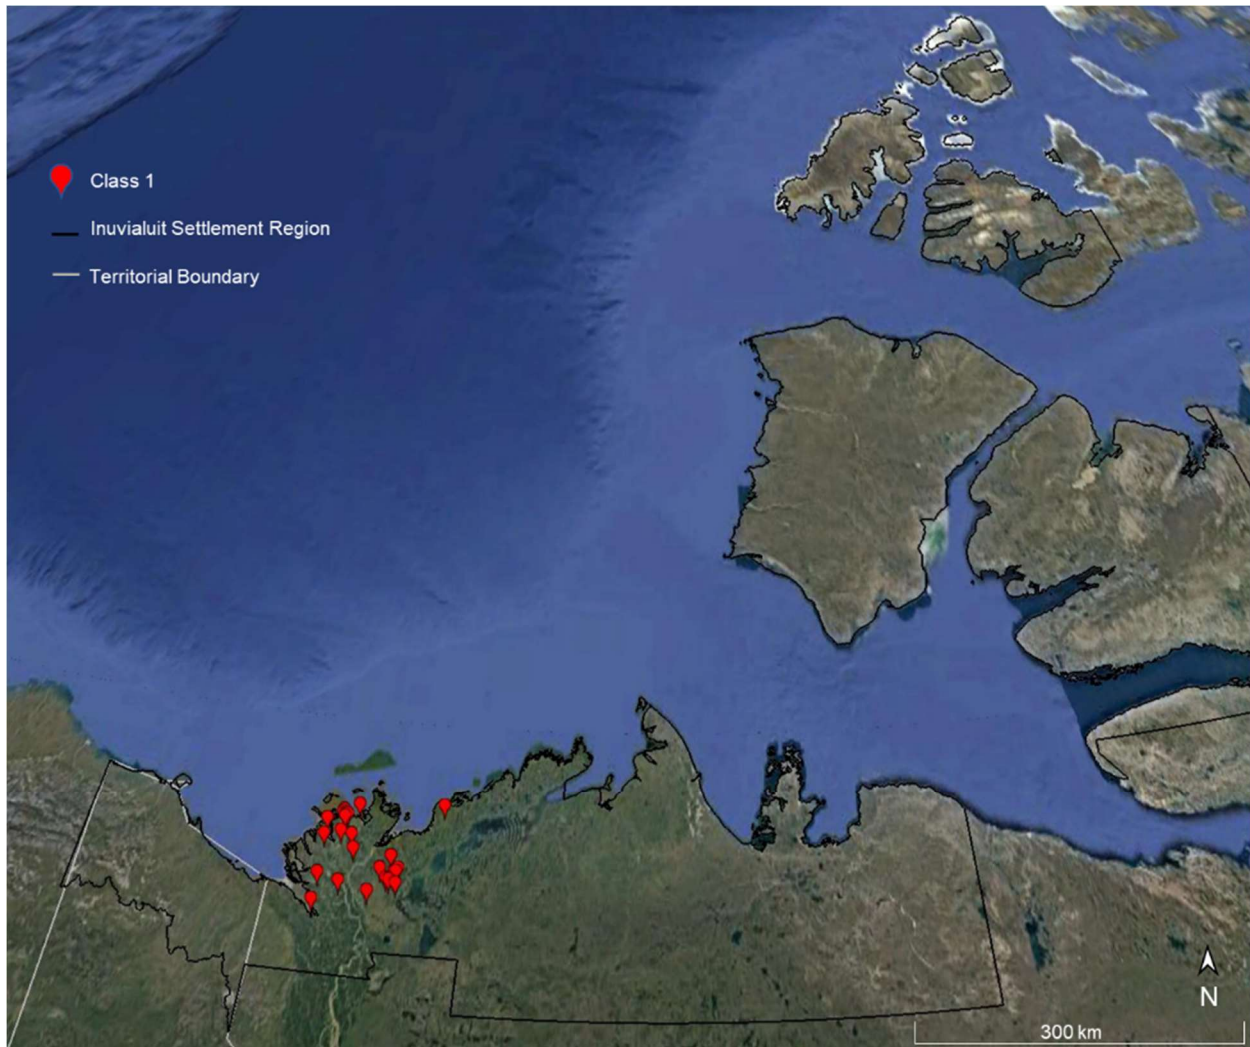 Class 1
Inuvialuit Settlement Region
Territorial Boundary
N
300 km